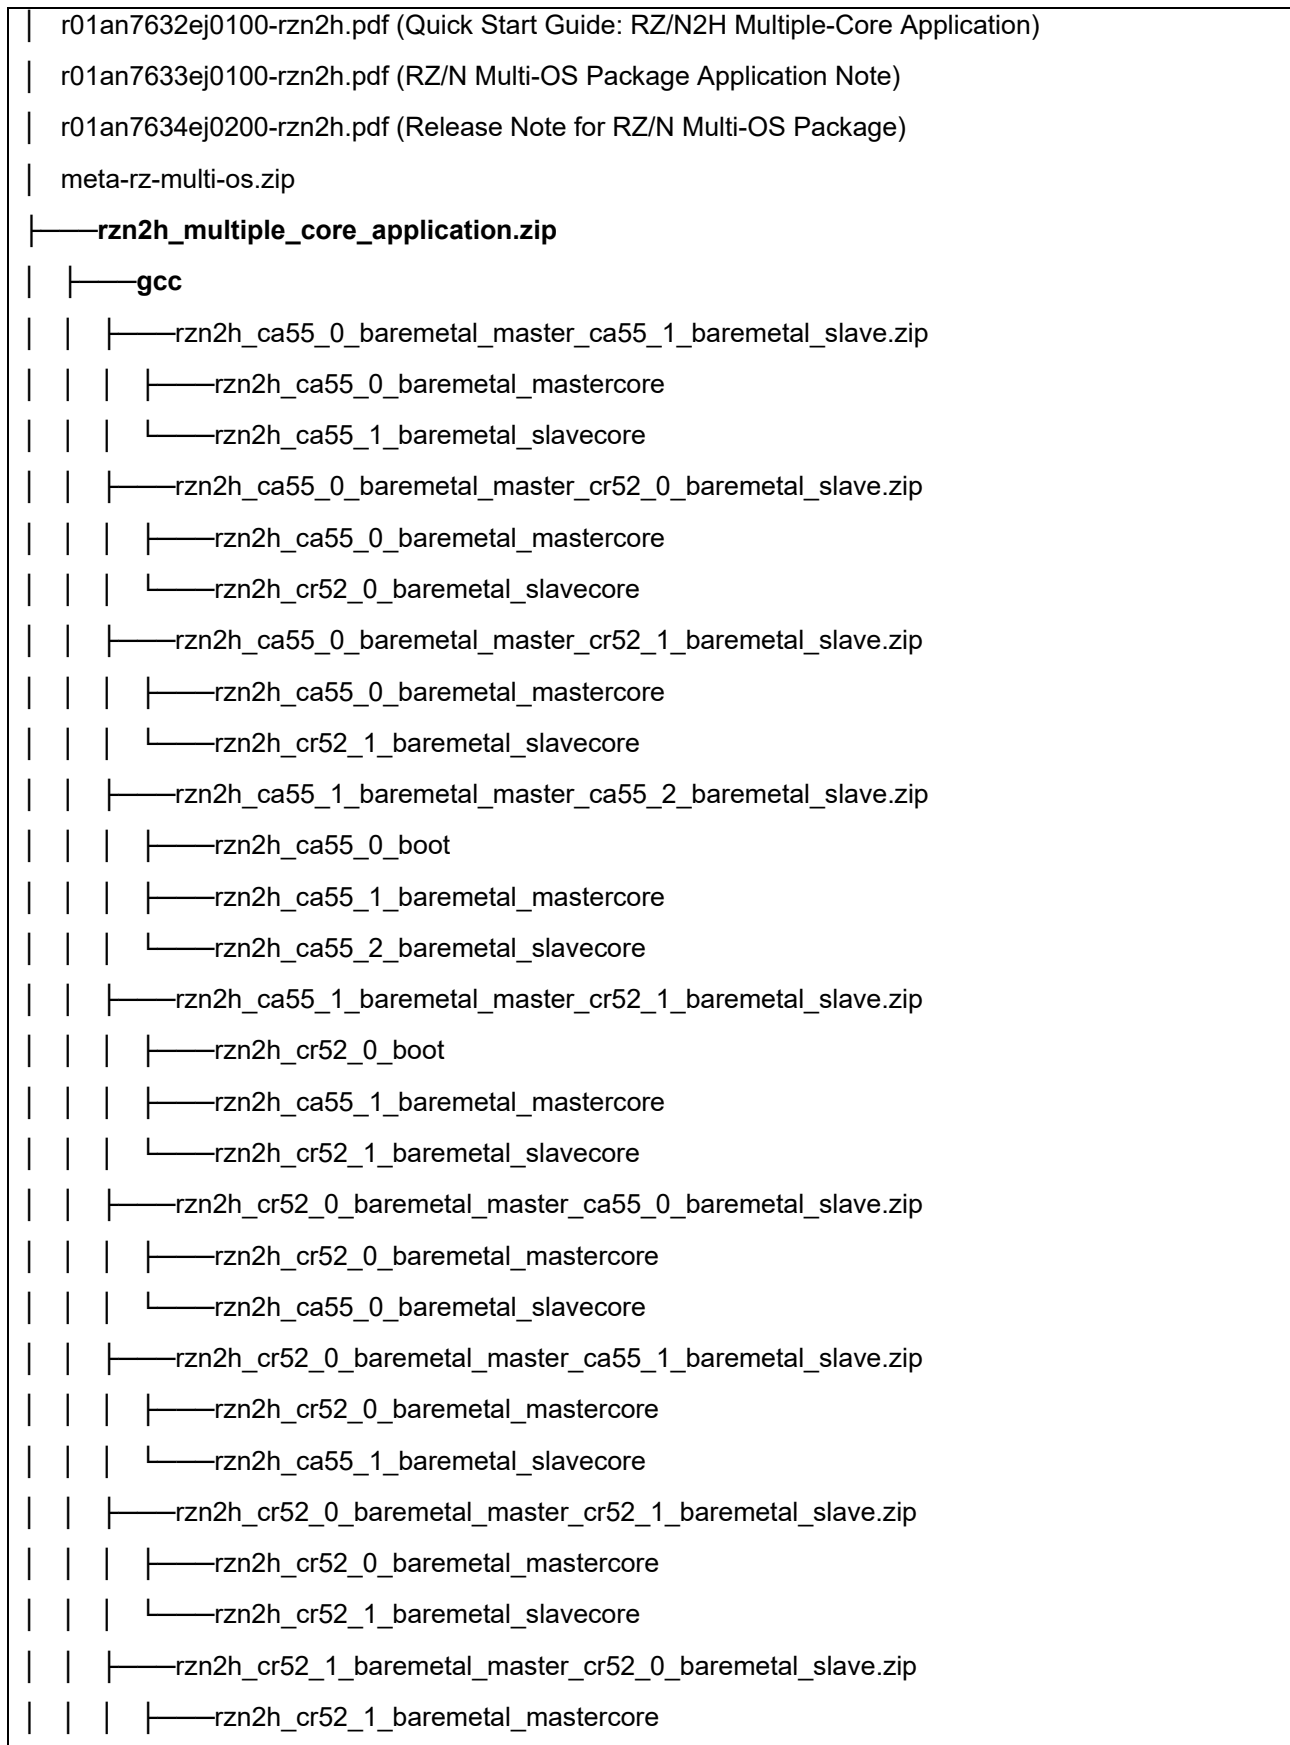 │ r01an7632ej0100-rzn2h.pdf (Quick Start Guide: RZ/N2H Multiple-Core Application)
│ r01an7633ej0100-rzn2h.pdf (RZ/N Multi-OS Package Application Note)
│ r01an7634ej0200-rzn2h.pdf (Release Note for RZ/N Multi-OS Package)
│ meta-rz-multi-os.zip
├───rzn2h_multiple_core_application.zip
│ ├───gcc
│ │ ├───rzn2h_ca55_0_baremetal_master_ca55_1_baremetal_slave.zip
│ │ │ ├───rzn2h_ca55_0_baremetal_mastercore
│ │ │ └───rzn2h_ca55_1_baremetal_slavecore
│ │ ├───rzn2h_ca55_0_baremetal_master_cr52_0_baremetal_slave.zip
│ │ │ ├───rzn2h_ca55_0_baremetal_mastercore
│ │ │ └───rzn2h_cr52_0_baremetal_slavecore
│ │ ├───rzn2h_ca55_0_baremetal_master_cr52_1_baremetal_slave.zip
│ │ │ ├───rzn2h_ca55_0_baremetal_mastercore
│ │ │ └───rzn2h_cr52_1_baremetal_slavecore
│ │ ├───rzn2h_ca55_1_baremetal_master_ca55_2_baremetal_slave.zip
│ │ │ ├───rzn2h_ca55_0_boot
│ │ │ ├───rzn2h_ca55_1_baremetal_mastercore
│ │ │ └───rzn2h_ca55_2_baremetal_slavecore
│ │ ├───rzn2h_ca55_1_baremetal_master_cr52_1_baremetal_slave.zip
│ │ │ ├───rzn2h_cr52_0_boot
│ │ │ ├───rzn2h_ca55_1_baremetal_mastercore
│ │ │ └───rzn2h_cr52_1_baremetal_slavecore
│ │ ├───rzn2h_cr52_0_baremetal_master_ca55_0_baremetal_slave.zip
│ │ │ ├───rzn2h_cr52_0_baremetal_mastercore
│ │ │ └───rzn2h_ca55_0_baremetal_slavecore
│ │ ├───rzn2h_cr52_0_baremetal_master_ca55_1_baremetal_slave.zip
│ │ │ ├───rzn2h_cr52_0_baremetal_mastercore
│ │ │ └───rzn2h_ca55_1_baremetal_slavecore
│ │ ├───rzn2h_cr52_0_baremetal_master_cr52_1_baremetal_slave.zip
│ │ │ ├───rzn2h_cr52_0_baremetal_mastercore
│ │ │ └───rzn2h_cr52_1_baremetal_slavecore
│ │ ├───rzn2h_cr52_1_baremetal_master_cr52_0_baremetal_slave.zip
│ │ │ ├───rzn2h_cr52_1_baremetal_mastercore